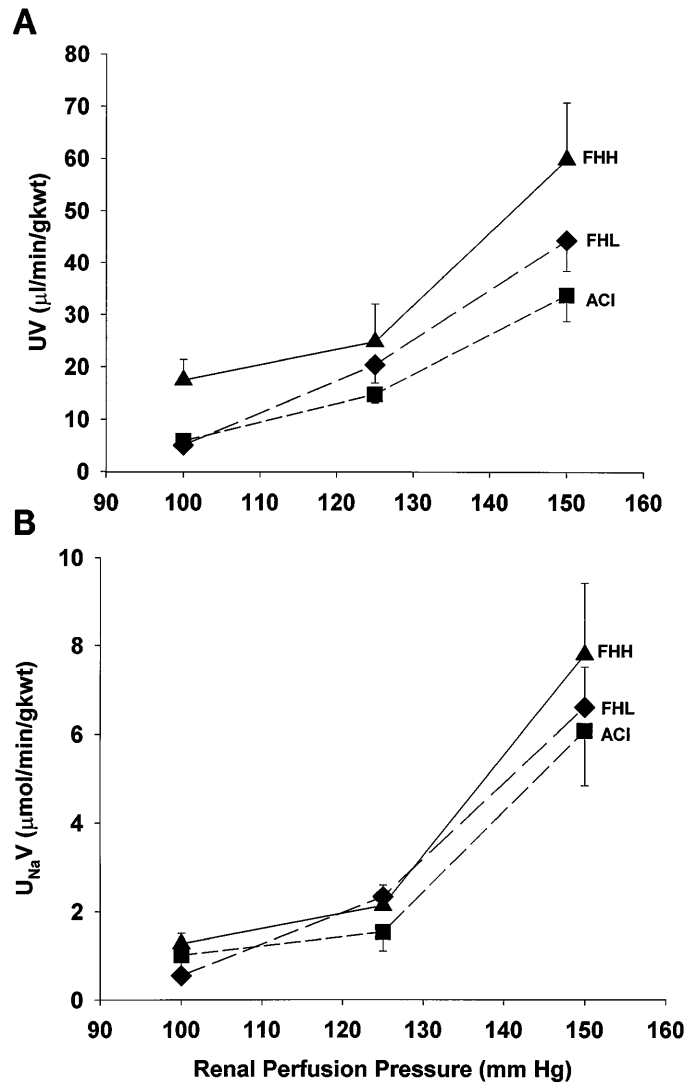 A
80
70
60
50
40
30
20
10
0
UV (μl/min/gkwt)
FHH
FHL
ACI
90 100 110 120 130 140 150 160
B
10
8
6
4
2
0
UNaV (μmol/min/gkwt)
FHH
FHL
ACI
90 100 110 120 130 140 150 160
Renal Perfusion Pressure (mm Hg)